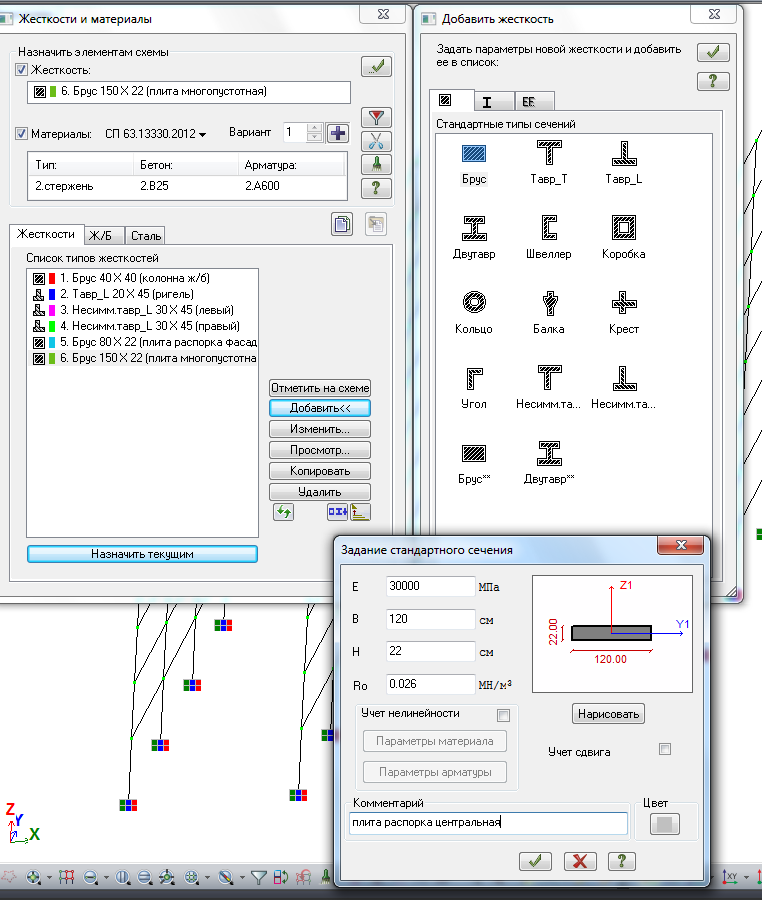 Жесткости и материалы
Назначить элементам схемы
Жесткость:
6. Брус 150 X 22 (плита многопустотная)
Материалы: СП 63.13330.2012 Вариант 1
Тип: Бетон: Арматура:
2.стержень 2.B25 2.A600
Жесткости Ж/Б Сталь
Список типов жесткостей
1. Брус 40 X 40 (колонна ж/б)
2. Тавр_L 20 X 45 (ригель)
3. Несимм.тавр_L 30 X 45 (левый)
4. Несимм.тавр_L 30 X 45 (правый)
5. Брус 80 X 22 (плита распорка фасад
6. Брус 150 X 22 (плита многопустотна
Отметить на схеме
Добавить<<
Изменить...
Просмотр...
Копировать
Удалить
Назначить текущим
Добавить жесткость
Задать параметры новой жесткости и добавить
ее в список:
Стандартные типы сечений
Брус Тавр_T Тавр_L
Двутавр Швеллер Коробка
Кольцо Балка Крест
Угол Несимм.та... Несимм.та...
Брус** Двутавр**
Задание стандартного сечения
E 30000 МПа
B 120 см
H 22 см
Ro 0.026 МН/м³
Z1
Y1
22.00
120.00
Учет нелинейности
Параметры материала
Параметры арматуры
Нарисовать
Учет сдвига
Комментарий
плита распорка центральная
Цвет
Z
Y
X
XY